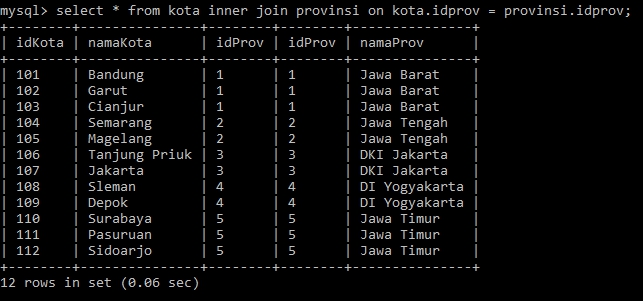 mysql> select * from kota inner join provinsi on kota.idprov = provinsi.idprov;
+--------+---------------+--------+--------+---------------+
| idKota | namaKota      | idProv | idProv | namaProv      |
+--------+---------------+--------+--------+---------------+
| 101    | Bandung       | 1      | 1      | Jawa Barat    |
| 102    | Garut         | 1      | 1      | Jawa Barat    |
| 103    | Cianjur       | 1      | 1      | Jawa Barat    |
| 104    | Semarang      | 2      | 2      | Jawa Tengah   |
| 105    | Magelang      | 2      | 2      | Jawa Tengah   |
| 106    | Tanjung Priuk | 3      | 3      | DKI Jakarta   |
| 107    | Jakarta       | 3      | 3      | DKI Jakarta   |
| 108    | Sleman        | 4      | 4      | DI Yogyakarta |
| 109    | Depok         | 4      | 4      | DI Yogyakarta |
| 110    | Surabaya      | 5      | 5      | Jawa Timur    |
| 111    | Pasuruan      | 5      | 5      | Jawa Timur    |
| 112    | Sidoarjo      | 5      | 5      | Jawa Timur    |
+--------+---------------+--------+--------+---------------+
12 rows in set (0.06 sec)